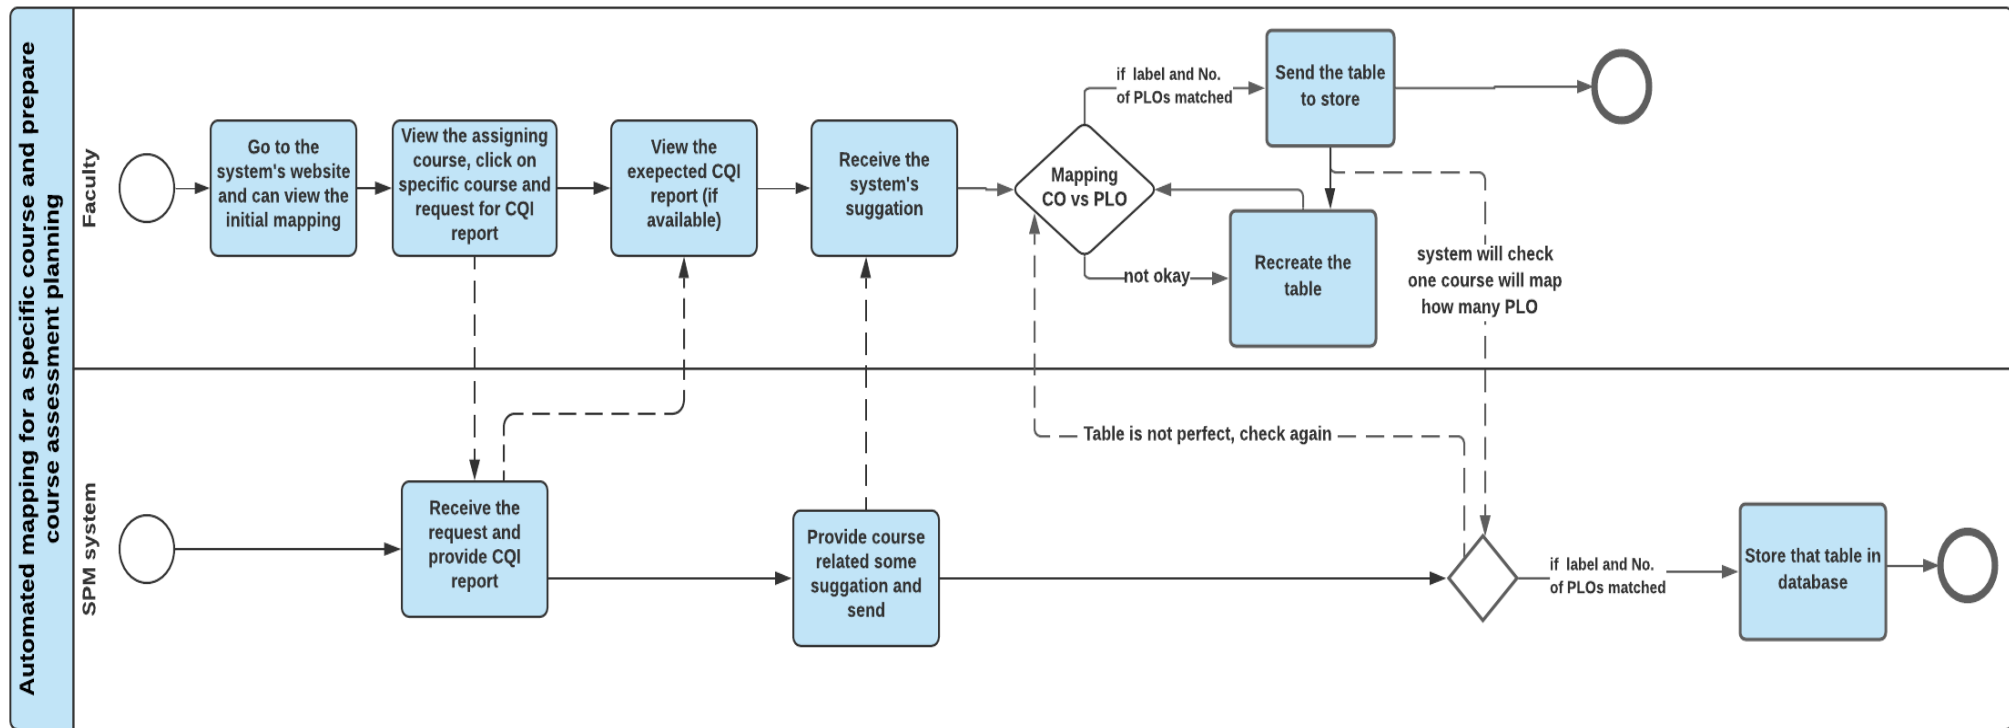 Automated mapping for a specific course and prepare
course assessment planning
Faculty
Go to the
system's website
and can view the
initial mapping
View the assigning
course, click on
specific course and
request for CQI
report
View the
exepected CQI
report (if
available)
Receive the
system's
suggation
Mapping
CO vs PLO
if label and No.
of PLOs matched
Send the table
to store
not okay
Recreate the
table
system will check
one course will map
how many PLO
Table is not perfect, check again
SPM system
Receive the
request and
provide CQI
report
Provide course
related some
suggation and
send
if label and No.
of PLOs matched
Store that table in
database